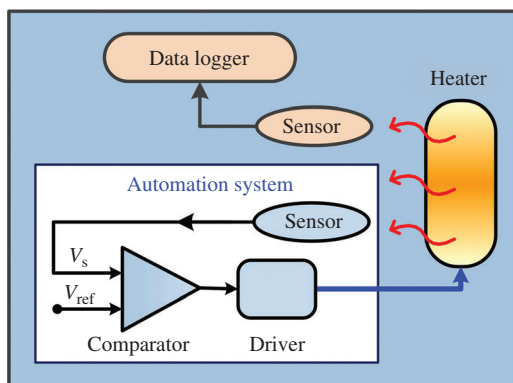 Data logger
Heater
Sensor
Automation system
Sensor
Vs
Vref
Comparator
Driver